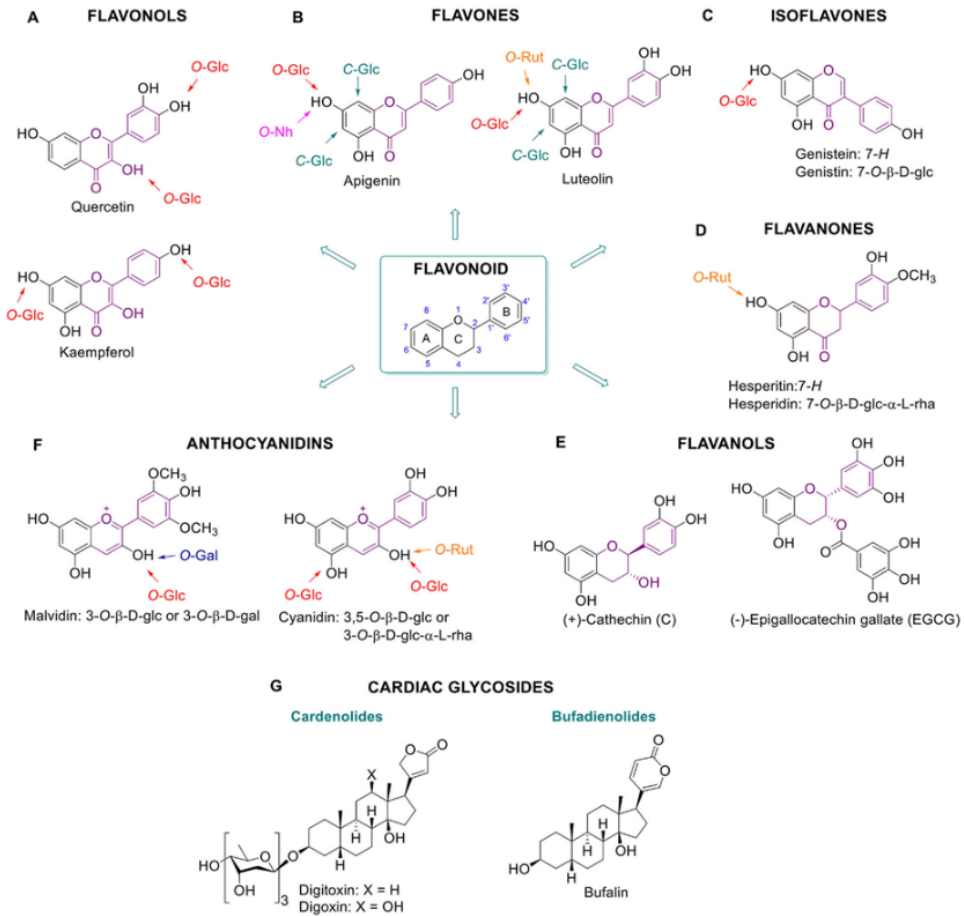 A FLAVONOLS
O-Glc
OH
OH
HO
O
OH
O
O-Glc
Quercetin
OH
HO
O
O-Glc
O-Glc
OH
OH
O
Kaempferol
B FLAVONES
O-Glc
C-Glc
OH
HO
O
O-Nh
C-Glc
OH
O
Apigenin
O-Rut
C-Glc
OH
OH
HO
O
O-Glc
C-Glc
OH
O
Luteolin
C ISOFLAVONES
HO
O
O-Glc
OH
O
OH
Genistein: 7-H
Genistin: 7-O-β-D-glc
FLAVONOID
3'
2'
4'
B
8
O
1
1'
5'
7
2
6'
A
C
6
3
5
4
D FLAVANONES
OH
O-Rut
OCH3
HO
O
OH
O
Hesperitin:7-H
Hesperidin: 7-O-β-D-glc-α-L-rha
F ANTHOCYANIDINS
OCH3
OH
+
HO
O
OCH3
OH
O-Gal
OH
O-Glc
Malvidin: 3-O-β-D-glc or 3-O-β-D-gal
OH
OH
+
HO
O
OH
O-Rut
O-Glc
OH
O-Glc
Cyanidin: 3,5-O-β-D-glc or
3-O-β-D-glc-α-L-rha
E FLAVANOLS
OH
OH
HO
O
OH
OH
(+)-Cathechin (C)
OH
OH
HO
O
OH
O
OH
O
OH
OH
OH
(-)-Epigallocatechin gallate (EGCG)
G CARDIAC GLYCOSIDES
Cardenolides
O
O
X
H
OH
H
H
O
O
HO
O
OH
3
Digitoxin: X = H
Digoxin: X = OH
Bufadienolides
O
O
H
OH
H
HO
H
Bufalin